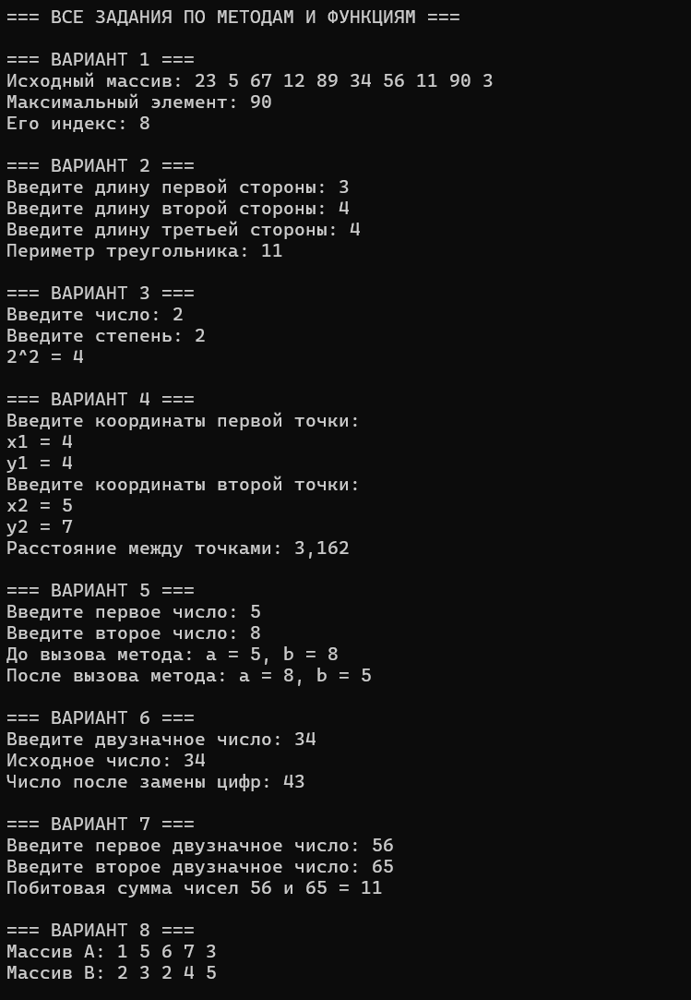 === ВСЕ ЗАДАНИЯ ПО МЕТОДАМ И ФУНКЦИЯМ ===
=== ВАРИАНТ 1 ===
Исходный массив: 23 5 67 12 89 34 56 11 90 3
Максимальный элемент: 90
Его индекс: 8
=== ВАРИАНТ 2 ===
Введите длину первой стороны: 3
Введите длину второй стороны: 4
Введите длину третьей стороны: 4
Периметр треугольника: 11
=== ВАРИАНТ 3 ===
Введите число: 2
Введите степень: 2
2^2 = 4
=== ВАРИАНТ 4 ===
Введите координаты первой точки:
x1 = 4
y1 = 4
Введите координаты второй точки:
x2 = 5
y2 = 7
Расстояние между точками: 3,162
=== ВАРИАНТ 5 ===
Введите первое число: 5
Введите второе число: 8
До вызова метода: a = 5, b = 8
После вызова метода: a = 8, b = 5
=== ВАРИАНТ 6 ===
Введите двузначное число: 34
Исходное число: 34
Число после замены цифр: 43
=== ВАРИАНТ 7 ===
Введите первое двузначное число: 56
Введите второе двузначное число: 65
Побитовая сумма чисел 56 и 65 = 11
=== ВАРИАНТ 8 ===
Массив A: 1 5 6 7 3
Массив B: 2 3 2 4 5